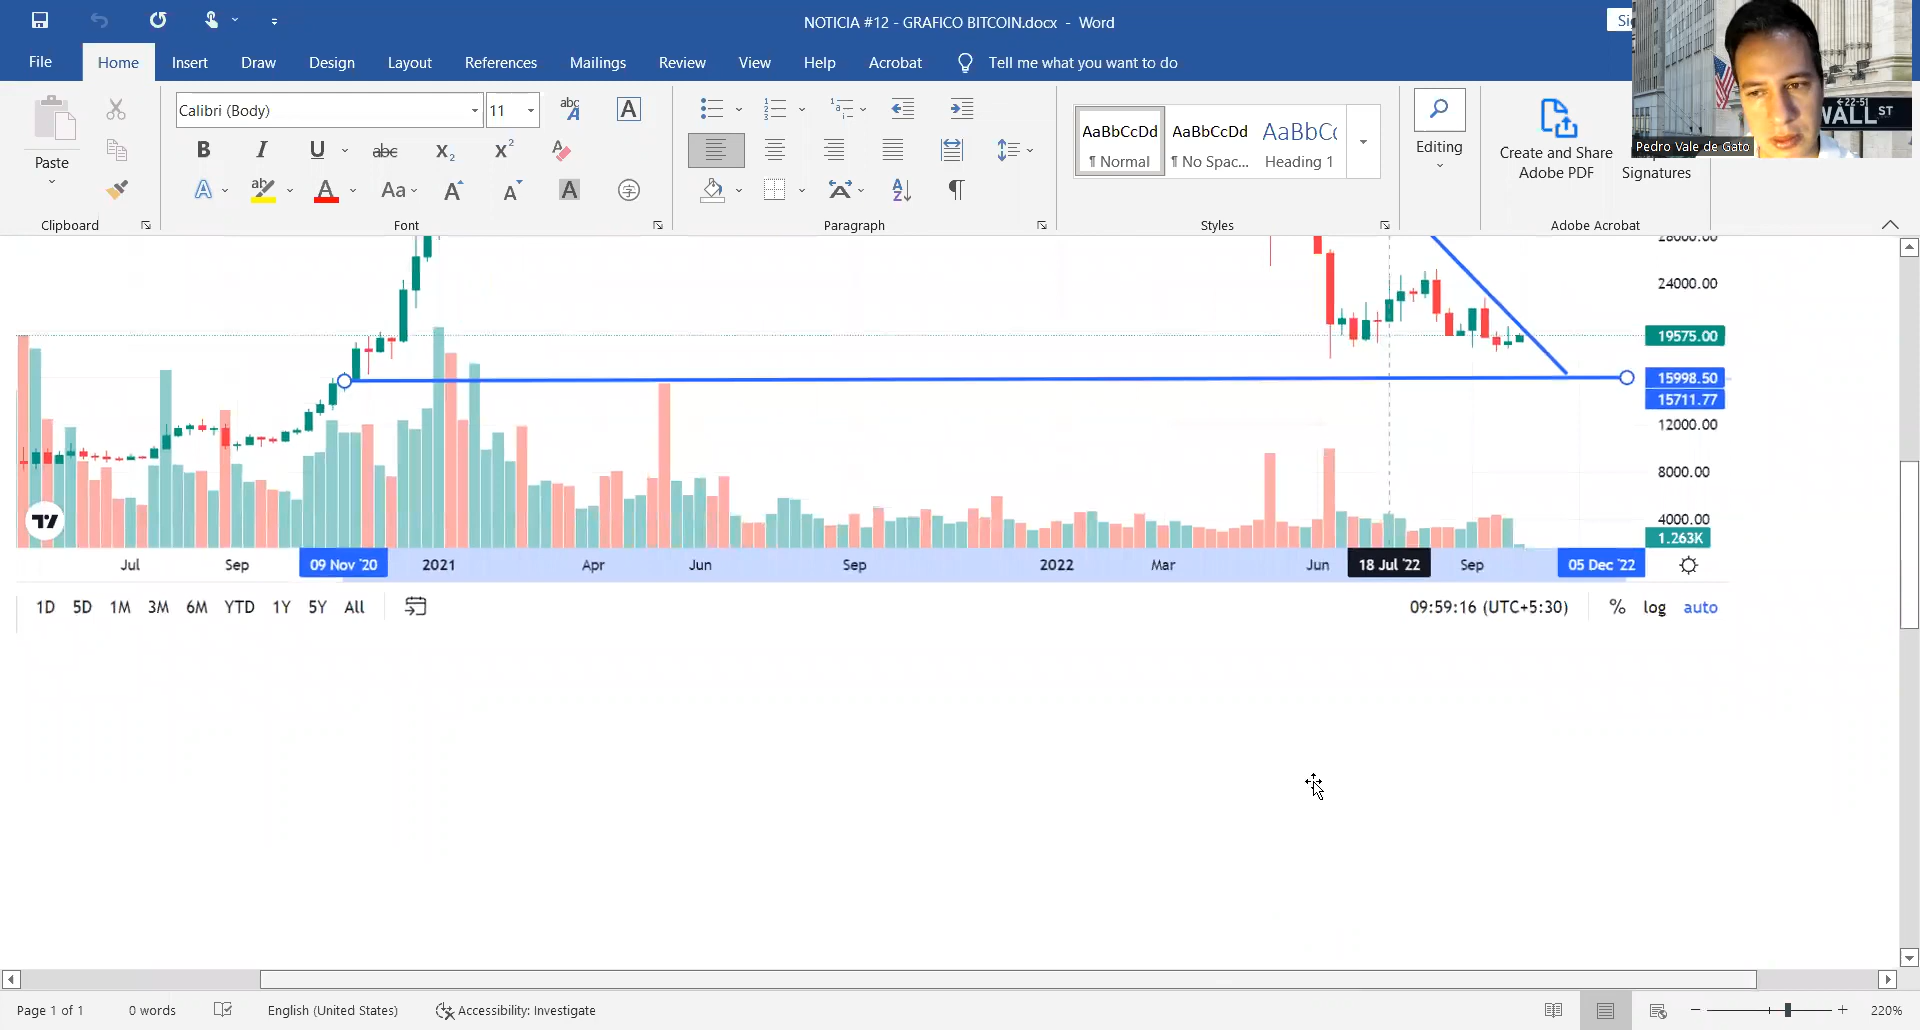 NOTICIA #12 - GRAFICO BITCOIN.docx - Word
File Home Insert Draw Design Layout References Mailings Review View Help Acrobat Tell me what you want to do
WALL ST
Pedro Vale de Gato
Paste
Clipboard
Calibri (Body) 11
Font
Paragraph
AaBbCcDd AaBbCcDd AaBbCc
¶ Normal ¶ No Spac... Heading 1
Styles
Editing
Create and Share
Adobe PDF
Signatures
Adobe Acrobat
28000.00
24000.00
19575.00
15998.50
15711.77
12000.00
8000.00
4000.00
1.263K
Jul Sep 09 Nov '20 2021 Apr Jun Sep 2022 Mar Jun 18 Jul '22 Sep 05 Dec '22
1D 5D 1M 3M 6M YTD 1Y 5Y All 09:59:16 (UTC+5:30) % log auto
Page 1 of 1 0 words English (United States) Accessibility: Investigate 220%